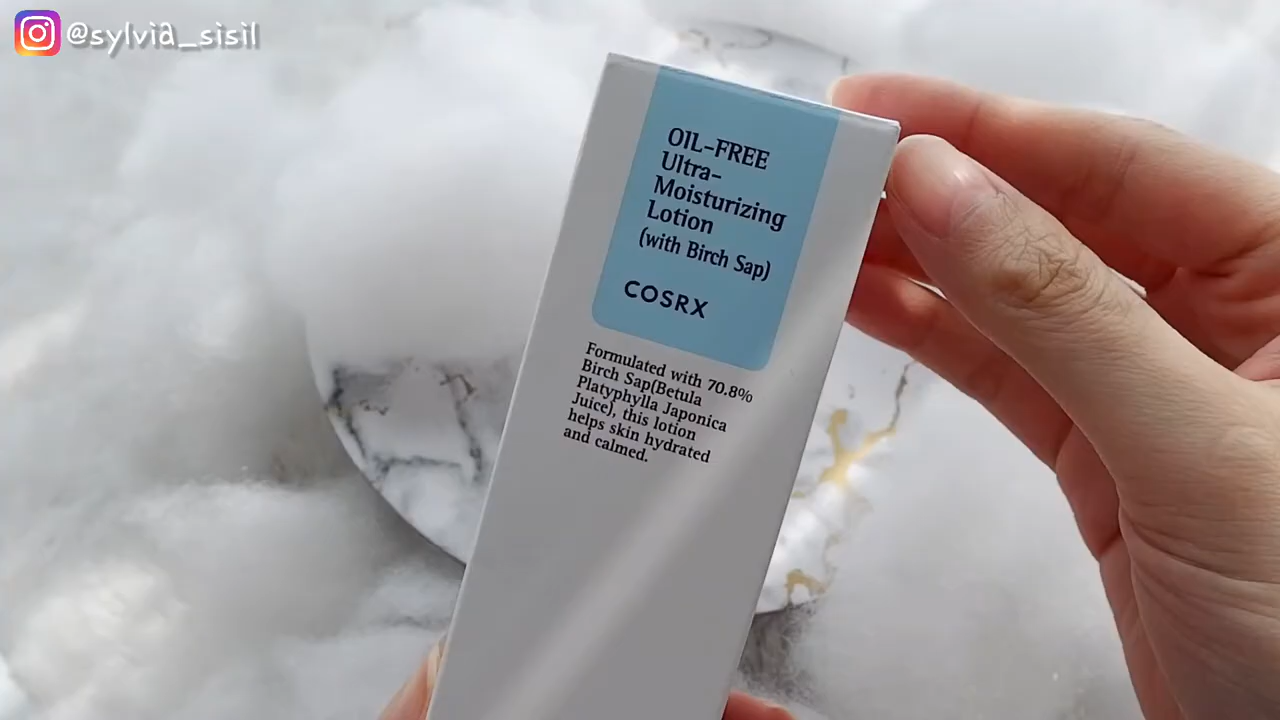 @sylvia_sisil
OIL-FREE
Ultra-
Moisturizing
Lotion
(with Birch Sap)
COSRX
Formulated with 70.8%
Birch Sap(Betula
Platyphylla Japonica
Juice), this lotion
helps skin hydrated
and calmed.